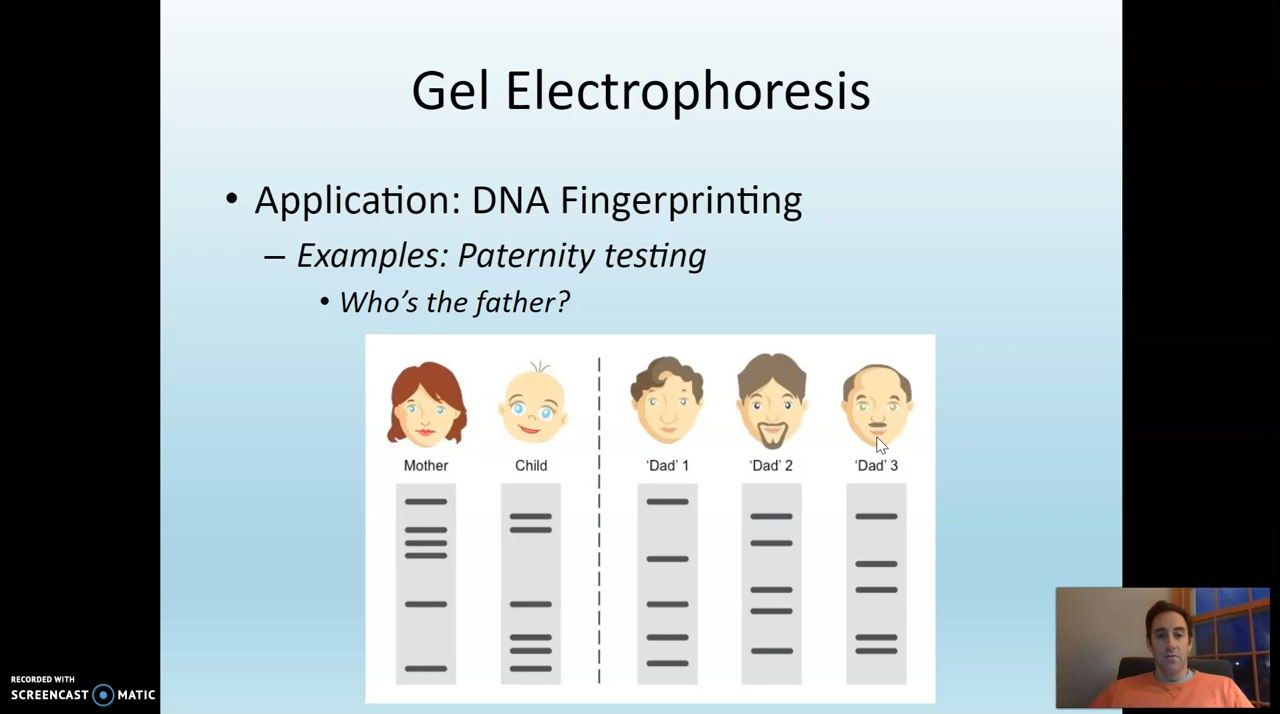 Gel Electrophoresis
• Application: DNA Fingerprinting
– Examples: Paternity testing
• Who’s the father?
Mother Child ‘Dad’ 1 ‘Dad’ 2 ‘Dad’ 3
RECORDED WITH
SCREENCAST MATIC